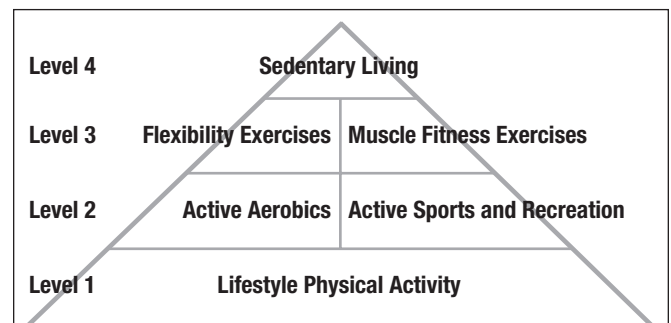 Level 4 Sedentary Living
Level 3 Flexibility Exercises Muscle Fitness Exercises
Level 2 Active Aerobics Active Sports and Recreation
Level 1 Lifestyle Physical Activity